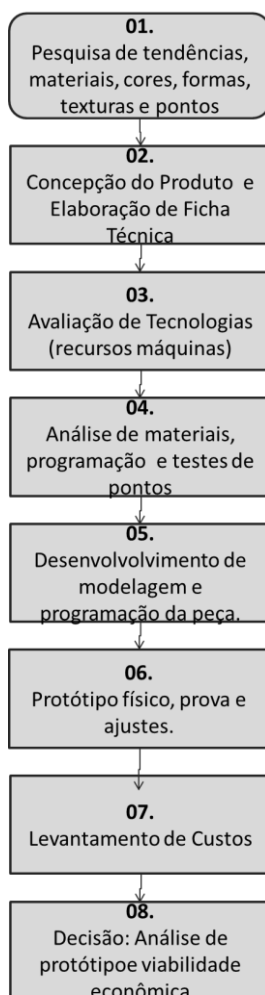 01.
Pesquisa de tendências,
materiais, cores, formas,
texturas e pontos
02.
Concepção do Produto e
Elaboração de Ficha
Técnica
03.
Avaliação de Tecnologias
(recursos máquinas)
04.
Análise de materiais,
programação e testes de
pontos
05.
Desenvolvolvimento de
modelagem e
programação da peça.
06.
Protótipo físico, prova e
ajustes.
07.
Levantamento de Custos
08.
Decisão: Análise de
protótipoe viabilidade
econômica